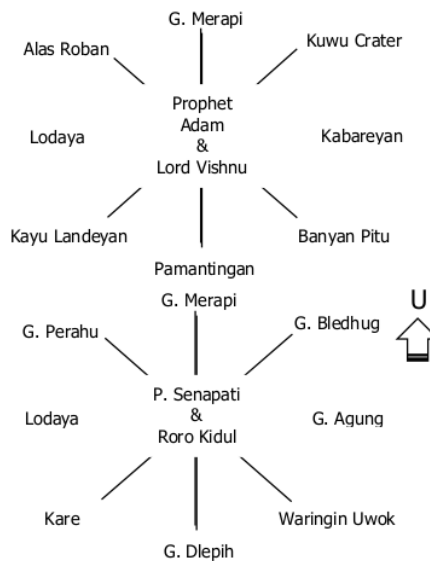 G. Merapi
Alas Roban
Kuwu Crater
Prophet
Adam
&
Lord Vishnu
Lodaya
Kabareyan
Kayu Landeyan
Banyan Pitu
Pamantingan
G. Merapi
U
G. Perahu
G. Bledhug
P. Senapati
&
Roro Kidul
Lodaya
G. Agung
Kare
Waringin Uwok
G. Dlepih